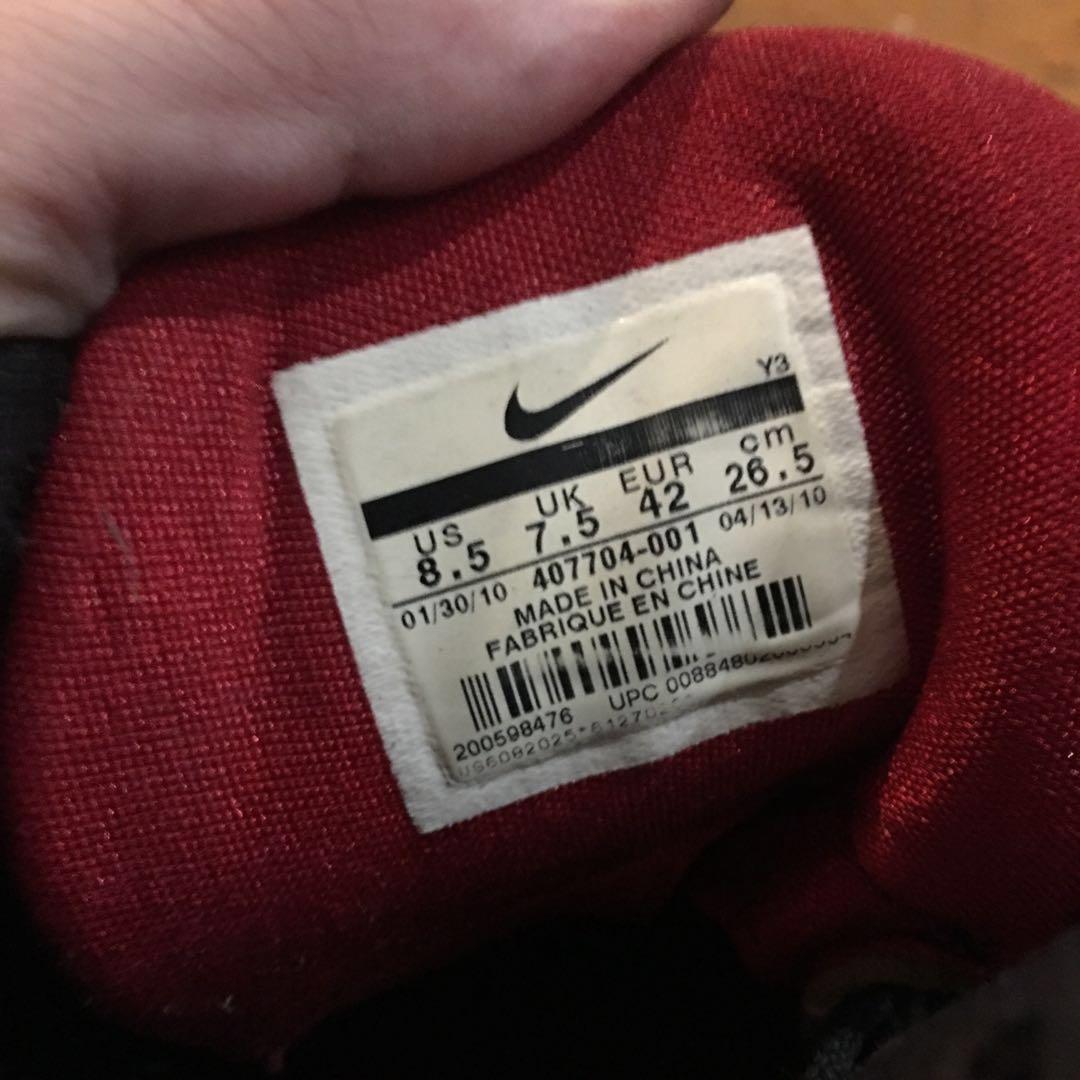 Y3
US UK EUR cm
8.5 7.5 42 26.5
01/30/10 407704-001 04/13/10
MADE IN CHINA
FABRIQUE EN CHINE
200598476 UPC